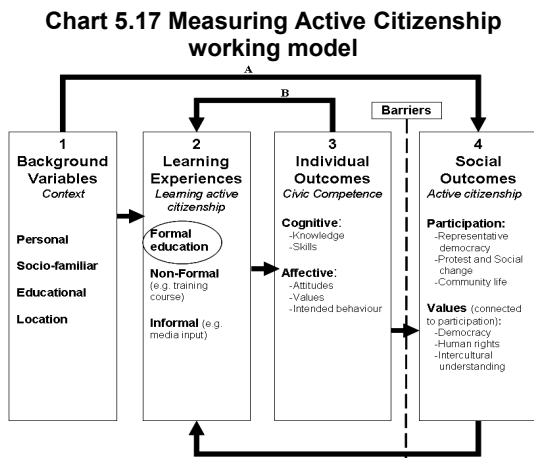 Chart 5.17 Measuring Active Citizenship
working model
A
B
Barriers
1
Background
Variables
Context
Personal
Socio-familiar
Educational
Location
2
Learning
Experiences
Learning active
citizenship
Formal
education
Non-Formal
(e.g. training
course)
Informal (e.g.
media input)
3
Individual
Outcomes
Civic Competence
Cognitive:
-Knowledge
-Skills
Affective:
-Attitudes
-Values
-Intended behaviour
4
Social
Outcomes
Active citizenship
Participation:
-Representative
democracy
-Protest and Social
change
-Community life
Values (connected
to participation):
-Democracy
-Human rights
-Intercultural
understanding